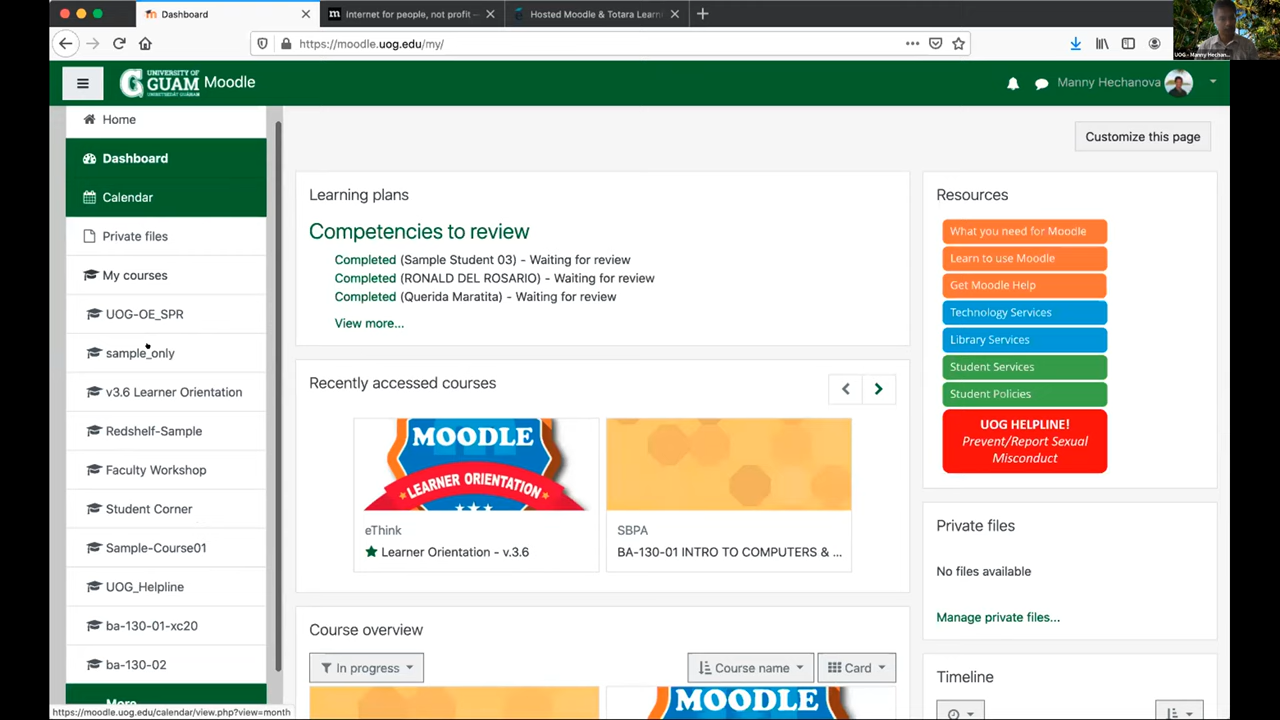 Dashboard
Internet for people, not profit —
Hosted Moodle & Totara Learni
https://moodle.uog.edu/my/
UOG - Manny Hechan...
UNIVERSITY OF
GUAM
Moodle
Manny Hechanova
Home
Dashboard
Calendar
Private files
My courses
UOG-OE_SPR
sample_only
v3.6 Learner Orientation
Redshelf-Sample
Faculty Workshop
Student Corner
Sample-Course01
UOG_Helpline
ba-130-01-xc20
ba-130-02
More
https://moodle.uog.edu/calendar/view.php?view=month
Customize this page
Learning plans
Competencies to review
Completed (Sample Student 03) - Waiting for review
Completed (RONALD DEL ROSARIO) - Waiting for review
Completed (Querida Maratita) - Waiting for review
View more...
Recently accessed courses
MOODLE
LEARNER ORIENTATION
eThink
Learner Orientation - v.3.6
SBPA
BA-130-01 INTRO TO COMPUTERS & ...
Course overview
In progress
Course name
Card
MOODLE
Resources
What you need for Moodle
Learn to use Moodle
Get Moodle Help
Technology Services
Library Services
Student Services
Student Policies
UOG HELPLINE!
Prevent/Report Sexual
Misconduct
Private files
No files available
Manage private files...
Timeline